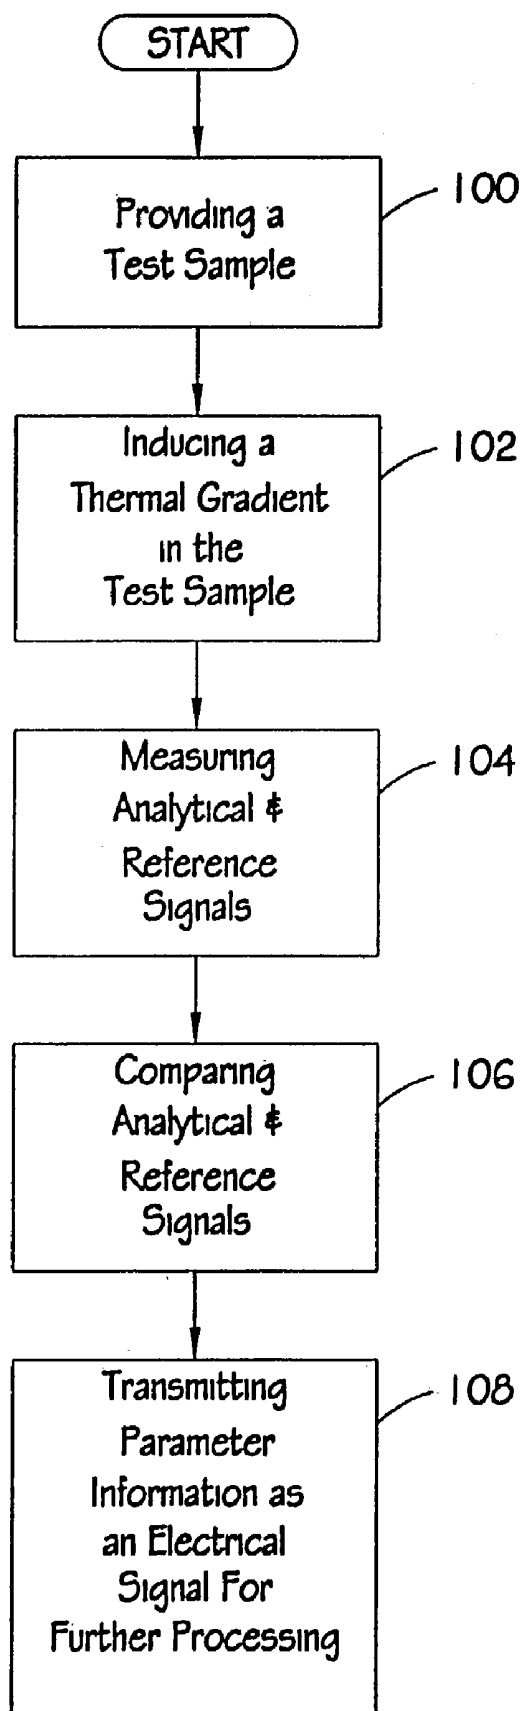 START
Providing a
Test Sample
100
Inducing a
Thermal Gradient
in the
Test Sample
102
Measuring
Analytical &
Reference
Signals
104
Comparing
Analytical &
Reference
Signals
106
Transmitting
Parameter
Information as
an Electrical
Signal For
Further Processing
108